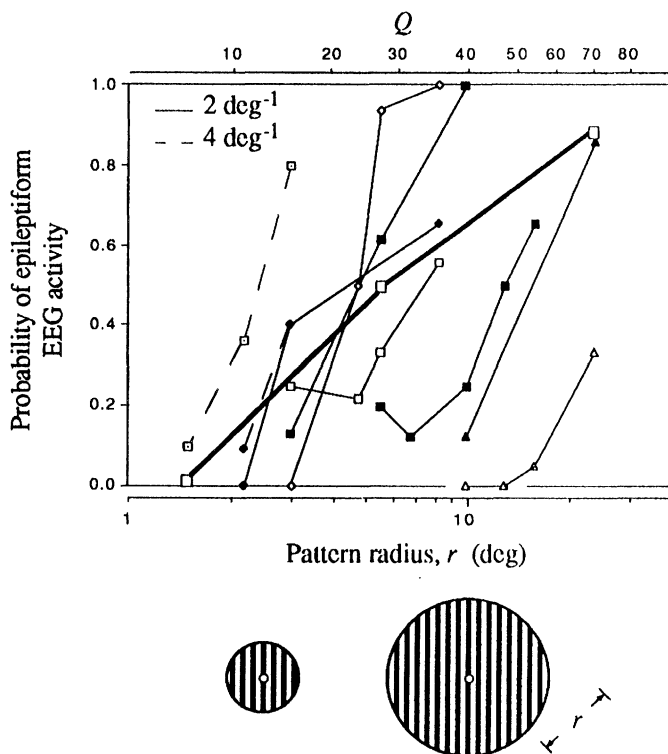 Q
10 20 30 40 50 60 70 80
1.0
0.8
0.6
0.4
0.2
0.0
2 deg-1
4 deg-1
Probability of epileptiform
EEG activity
1 10
Pattern radius, r (deg)
r